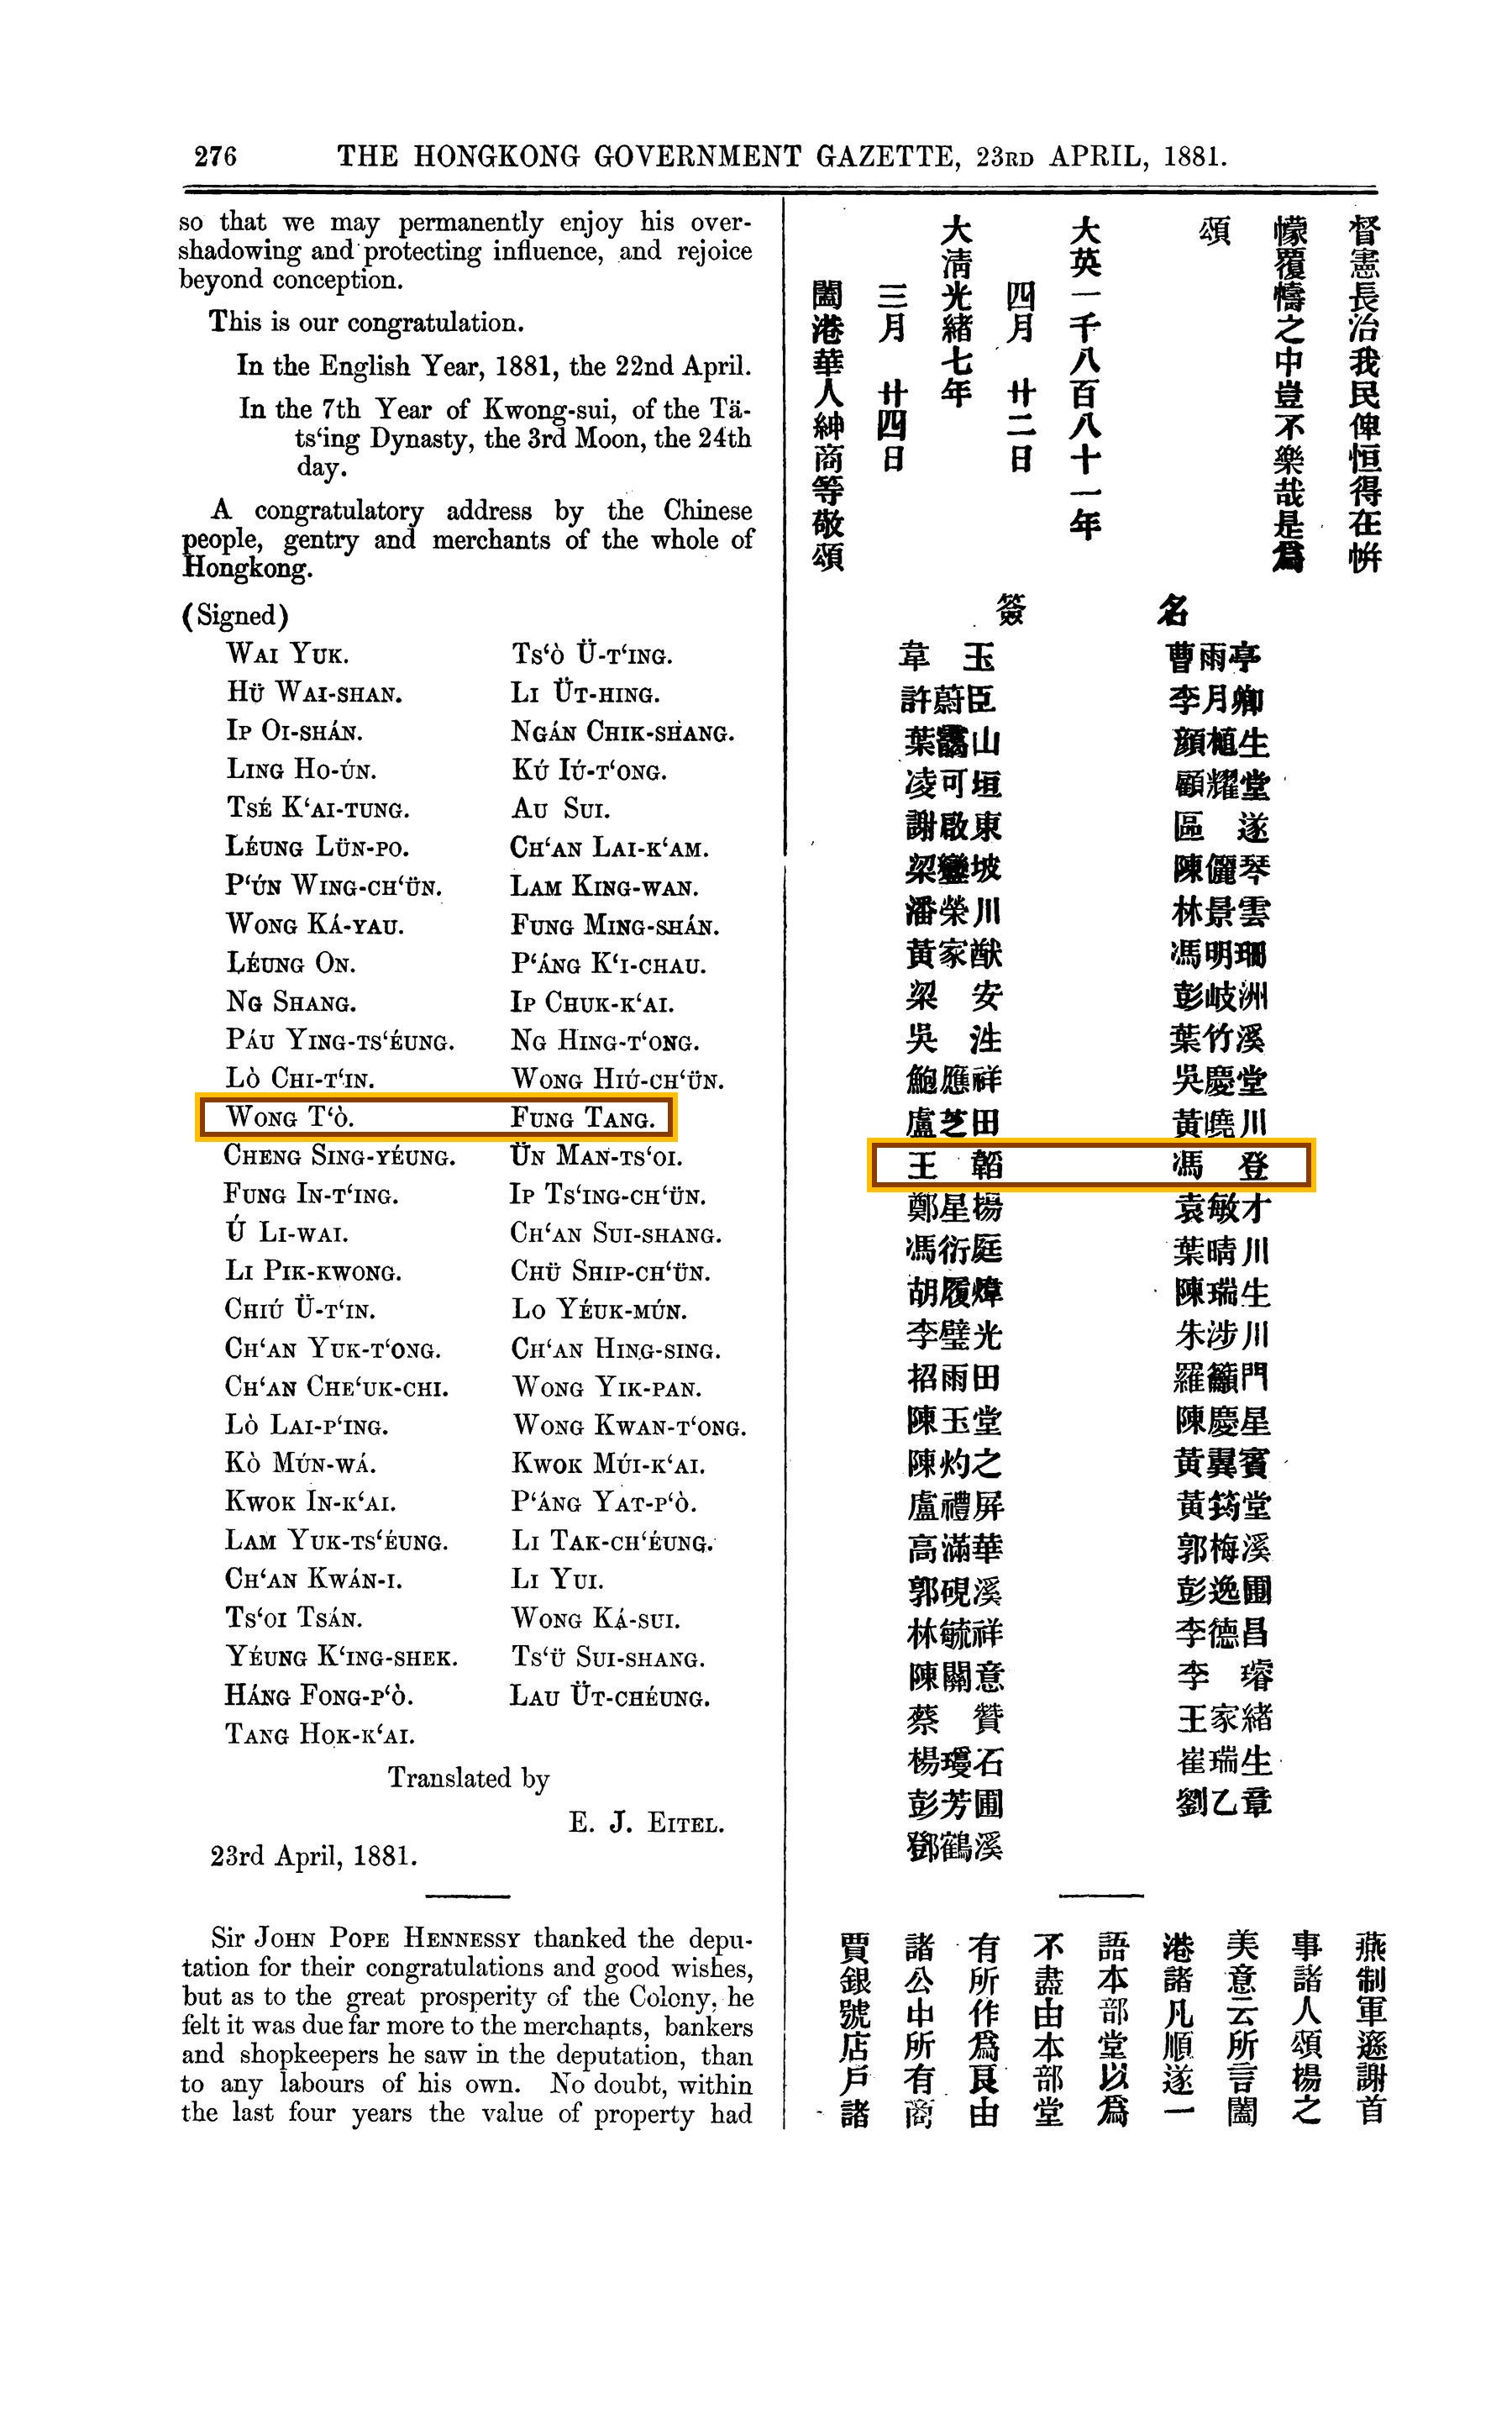 276 THE HONGKONG GOVERNMENT GAZETTE, 23RD APRIL, 1881.
so that we may permanently enjoy his over-
shadowing and protecting influence, and rejoice
beyond conception.
This is our congratulation.
In the English Year, 1881, the 22nd April.
In the 7th Year of Kwong-sui, of the Tä-
ts‘ing Dynasty, the 3rd Moon, the 24th
day.
A congratulatory address by the Chinese
people, gentry and merchants of the whole of
Hongkong.
(Signed)
WAI YUK. TS‘Ò Ü-T‘ING.
HÜ WAI-SHAN. LI ÜT-HING.
IP OI-SHÁN. NGÁN CHIK-SHANG.
LING HO-ÚN. KÚ IÚ-T‘ONG.
TSÉ K‘AI-TUNG. AU SUI.
LÉUNG LÜN-PO. CH‘AN LAI-K‘AM.
P‘ÚN WING-CH‘ÜN. LAM KING-WAN.
WONG KÁ-YAU. FUNG MING-SHÁN.
LÉUNG ON. P‘ÁNG K‘I-CHAU.
NG SHANG. IP CHUK-K‘AI.
PÁU YING-TS‘ÉUNG. NG HING-T‘ONG.
LÒ CHI-T‘IN. WONG HIÚ-CH‘ÜN.
WONG T‘Ò. FUNG TANG.
CHENG SING-YÉUNG. ÜN MAN-TS‘OI.
FUNG IN-T‘ING. IP TS‘ING-CH‘ÜN.
Ú LI-WAI. CH‘AN SUI-SHANG.
LI PIK-KWONG. CHÜ SHIP-CH‘ÜN.
CHIÚ Ü-T‘IN. LO YÉUK-MÚN.
CH‘AN YUK-T‘ONG. CH‘AN HING-SING.
CH‘AN CHE‘UK-CHI. WONG YIK-PAN.
LÒ LAI-P‘ING. WONG KWAN-T‘ONG.
KÒ MÚN-WÁ. KWOK MÚI-K‘AI.
KWOK IN-K‘AI. P‘ÁNG YAT-P‘Ò.
LAM YUK-TS‘ÉUNG. LI TAK-CH‘ÉUNG.
CH‘AN KWÁN-I. LI YUI.
TS‘OI TSÁN. WONG KÁ-SUI.
YÉUNG K‘ING-SHEK. TS‘Ü SUI-SHANG.
HÁNG FONG-P‘Ò. LAU ÜT-CHÉUNG.
TANG HOK-K‘AI.
Translated by
E. J. EITEL.
23rd April, 1881.
Sir JOHN POPE HENNESSY thanked the depu-
tation for their congratulations and good wishes,
but as to the great prosperity of the Colony, he
felt it was due far more to the merchants, bankers
and shopkeepers he saw in the deputation, than
to any labours of his own. No doubt, within
the last four years the value of property had
督憲長治我民俾恒得在帡
幪覆幬之中豈不樂哉是爲
頌
大英一千八百八十一年
四月 廿二日
大清光緒七年
三月 廿四日
闔港華人紳商等敬頌
簽 名
韋 玉 曹雨亭
許蔚臣 李月卿
葉靄山 顏植生
凌可垣 顧耀堂
謝啟東 區 遂
梁鑾坡 陳儷琴
潘榮川 林景雲
黃家猷 馮明珊
梁 安 彭岐洲
吳 泩 葉竹溪
鮑應祥 吳慶堂
盧芝田 黃曉川
王 韜 馮 登
鄭星揚 袁敏才
馮衍庭 葉晴川
胡履煒 陳瑞生
李璧光 朱涉川
招雨田 羅籲門
陳玉堂 陳慶星
陳灼之 黃翼賓
盧禮屏 黃筠堂
高滿華 郭梅溪
郭硯溪 彭逸圃
林毓祥 李德昌
陳關意 李 璿
蔡 贊 王家緒
楊瓊石 崔瑞生
彭芳圃 劉乙章
鄧鶴溪
燕制軍遜謝首
事諸人頌揚之
美意云所言闔
港諸凡順遂一
語本部堂以爲
不盡由本部堂
有所作爲良由
諸公中所有商
賈銀號店戶諸